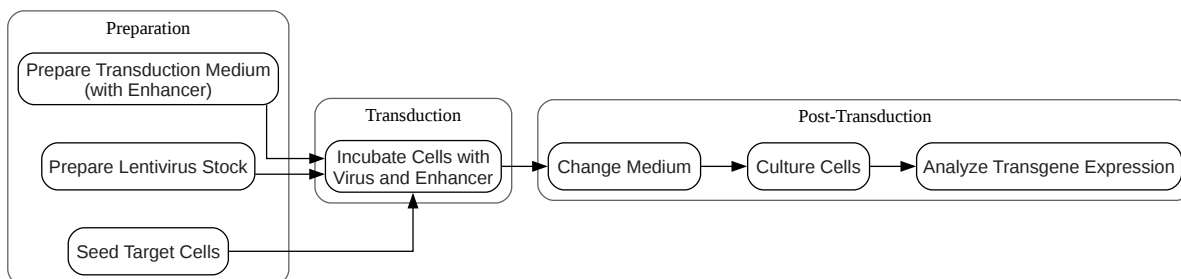 Preparation
Prepare Transduction Medium
(with Enhancer)
Prepare Lentivirus Stock
Seed Target Cells
Transduction
Incubate Cells with
Virus and Enhancer
Post-Transduction
Change Medium
Culture Cells
Analyze Transgene Expression